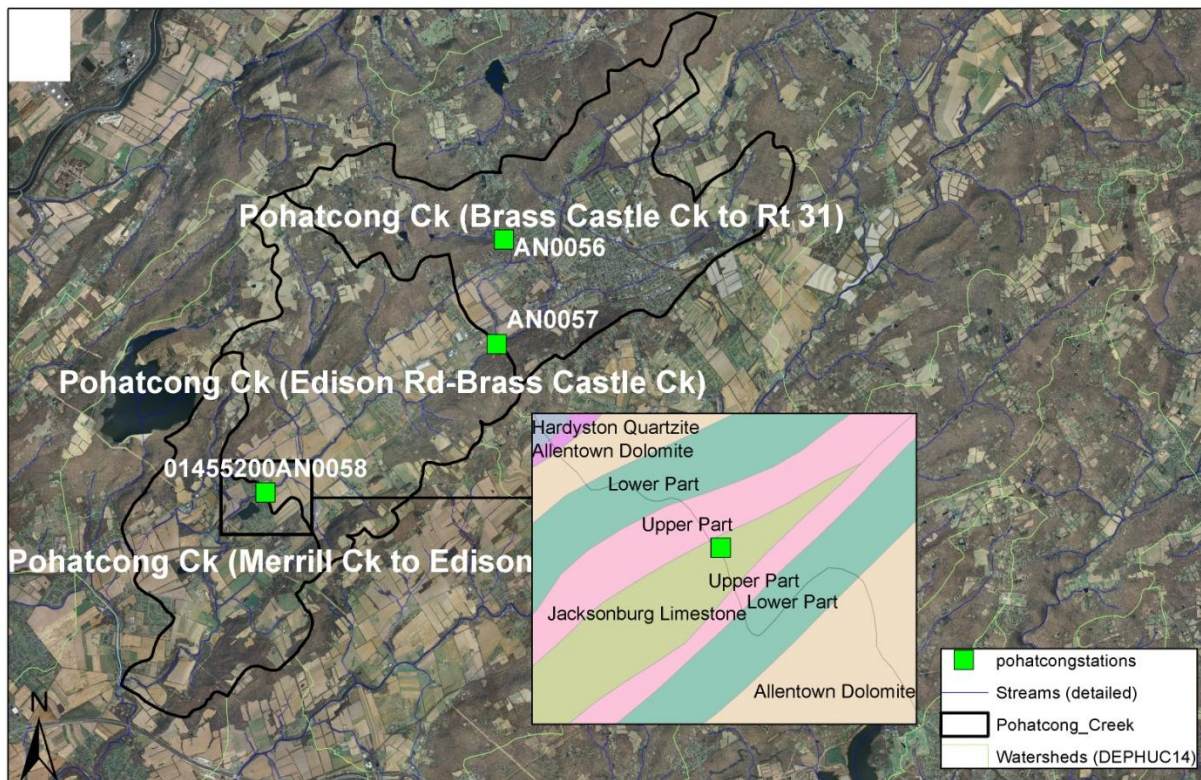 Pohatcong Ck (Brass Castle Ck to Rt 31)
AN0056
AN0057
Pohatcong Ck (Edison Rd-Brass Castle Ck)
01455200AN0058
Pohatcong Ck (Merrill Ck to Edison
Hardyston Quartzite
Allentown Dolomite
Lower Part
Upper Part
Upper Part
Lower Part
Jacksonburg Limestone
Allentown Dolomite
N
pohatcongstations
Streams (detailed)
Pohatcong_Creek
Watersheds (DEPHUC14)